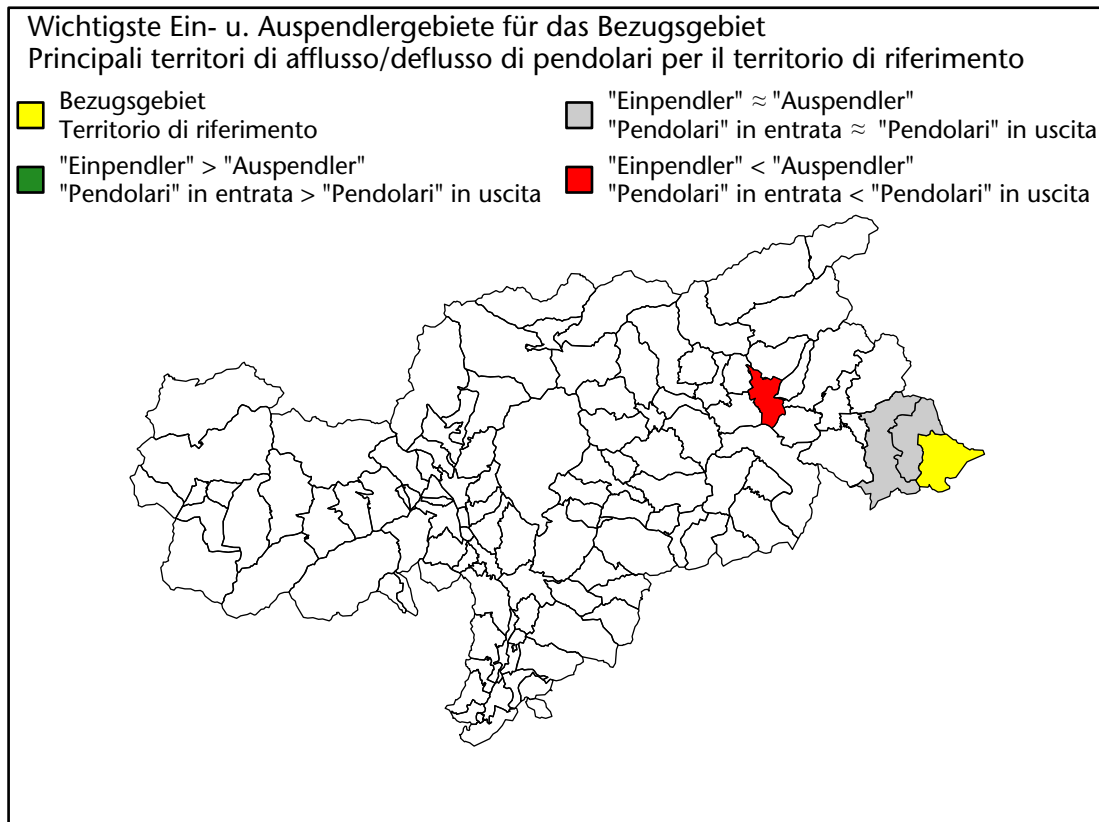 Wichtigste Ein- u. Auspendlergebiete für das Bezugsgebiet
Principali territori di afflusso/deflusso di pendolari per il territorio di riferimento
Bezugsgebiet
Territorio di riferimento
"Einpendler" > "Auspendler"
"Pendolari" in entrata > "Pendolari" in uscita
"Einpendler" ≈ "Auspendler"
"Pendolari" in entrata ≈ "Pendolari" in uscita
"Einpendler" < "Auspendler"
"Pendolari" in entrata < "Pendolari" in uscita